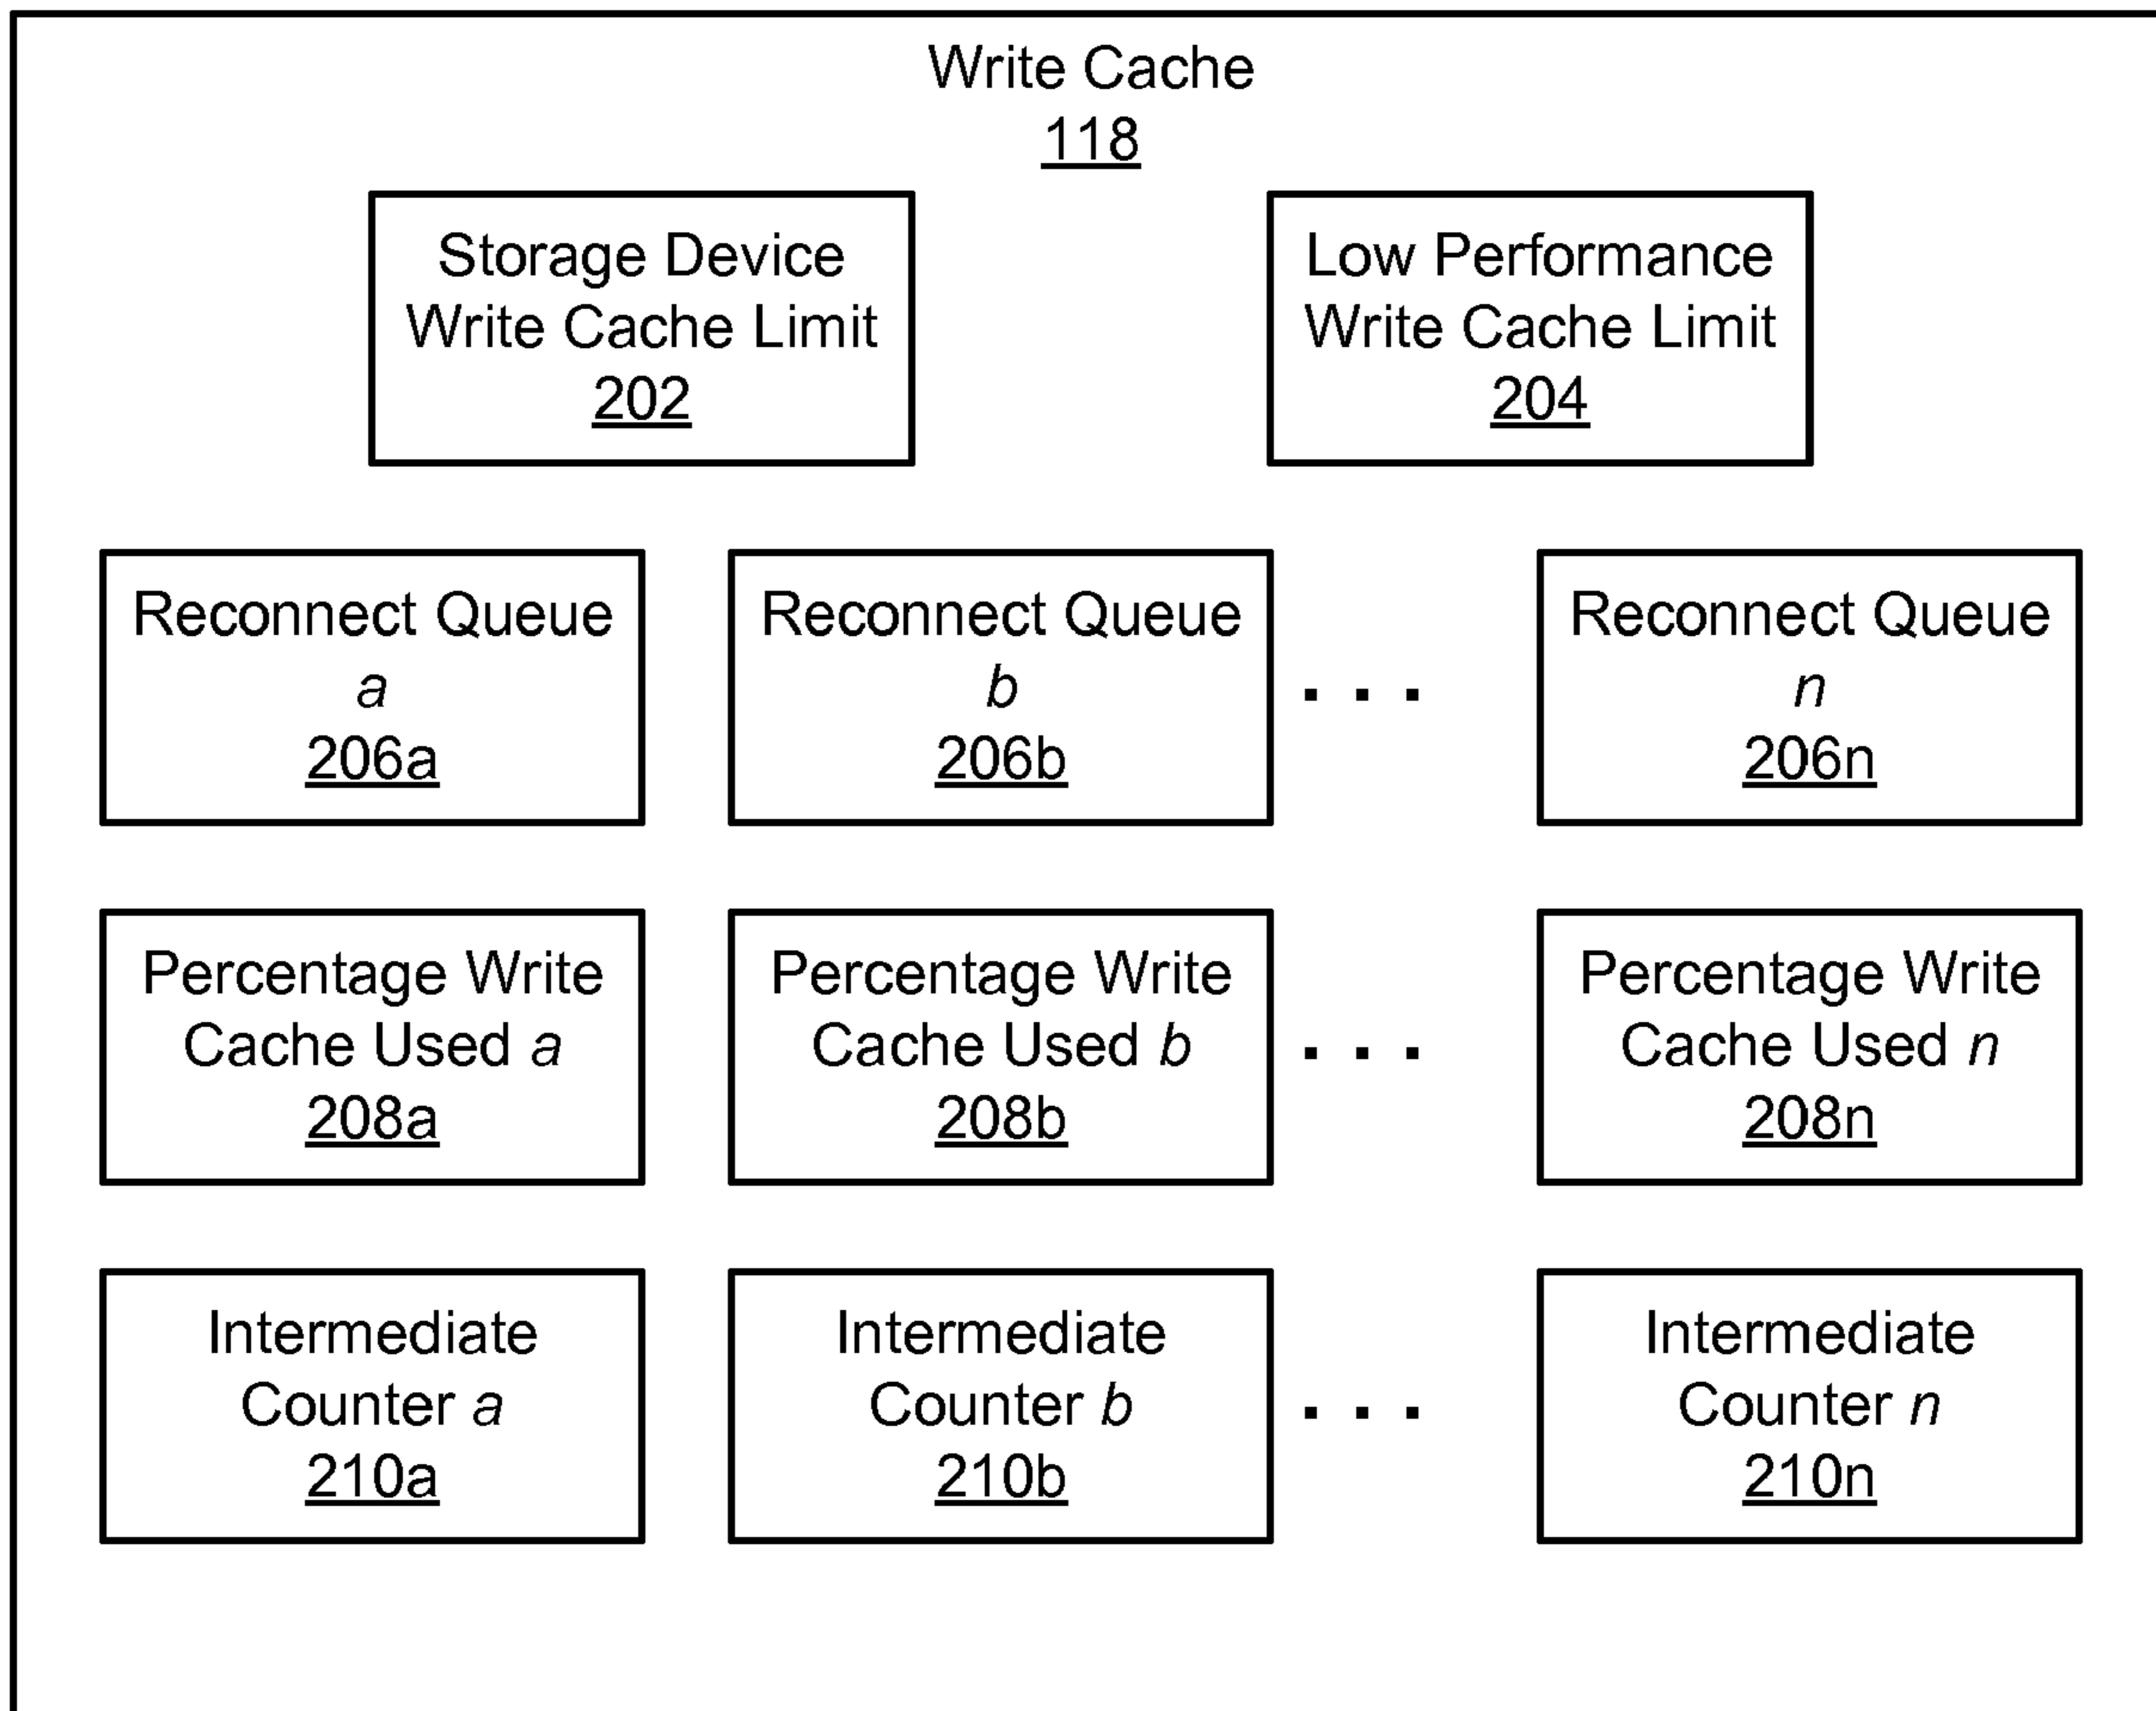 Write Cache
118
Storage Device
Write Cache Limit
202
Low Performance
Write Cache Limit
204
Reconnect Queue
a
206a
Reconnect Queue
b
206b
. . .
Reconnect Queue
n
206n
Percentage Write
Cache Used a
208a
Percentage Write
Cache Used b
208b
. . .
Percentage Write
Cache Used n
208n
Intermediate
Counter a
210a
Intermediate
Counter b
210b
. . .
Intermediate
Counter n
210n